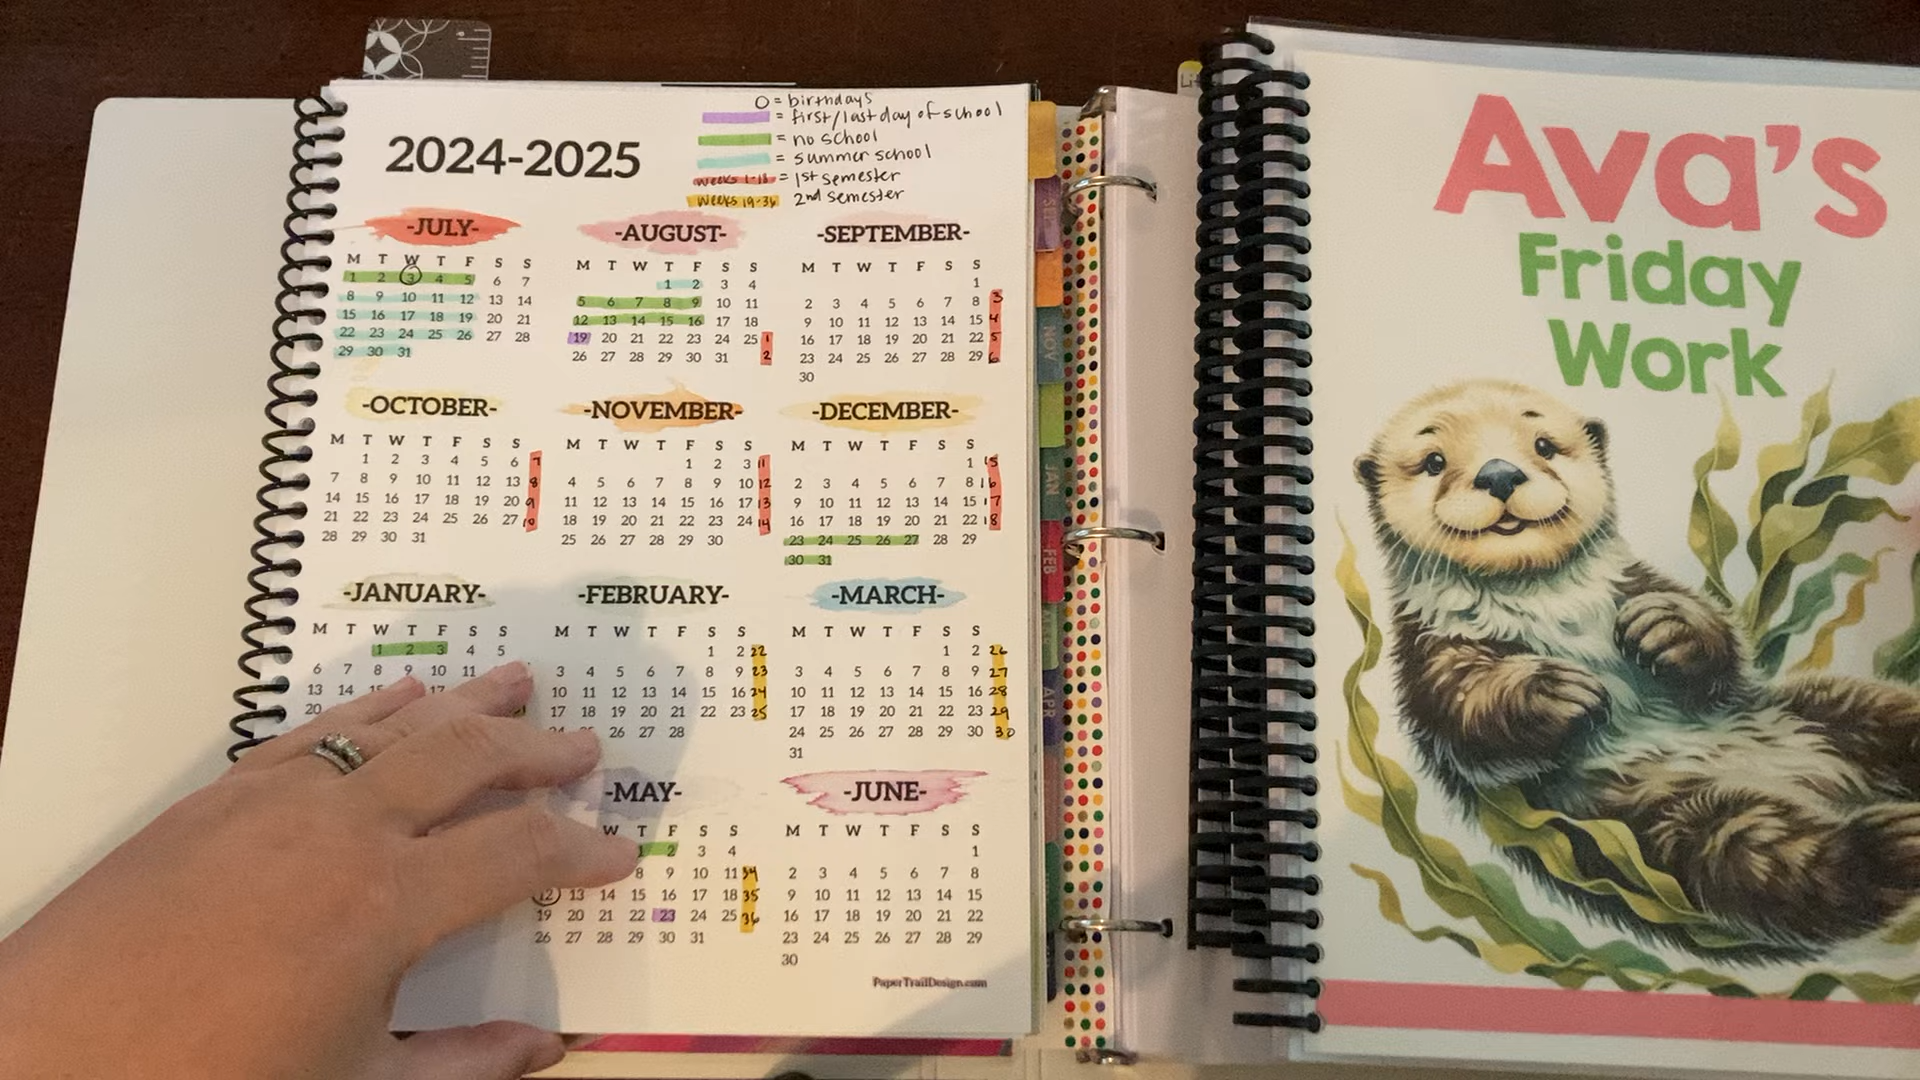 O = birthdays
= first/last day of school
= no school
= summer school
weeks 1-18 = 1st semester
weeks 19-36 2nd semester
2024-2025
-JULY- -AUGUST- -SEPTEMBER-
M T W T F S S M T W T F S S M T W T F S S
1 2 3 4 5 6 7 1 2 3 4 1
8 9 10 11 12 13 14 5 6 7 8 9 10 11 2 3 4 5 6 7 8 3
15 16 17 18 19 20 21 12 13 14 15 16 17 18 9 10 11 12 13 14 15 4
22 23 24 25 26 27 28 19 20 21 22 23 24 25 1 16 17 18 19 20 21 22 5
29 30 31 26 27 28 29 30 31 2 23 24 25 26 27 28 29 6
30
-OCTOBER- -NOVEMBER- -DECEMBER-
M T W T F S S M T W T F S S M T W T F S S
1 2 3 4 5 6 7 1 2 3 11 1 15
7 8 9 10 11 12 13 8 4 5 6 7 8 9 10 12 2 3 4 5 6 7 8 16
14 15 16 17 18 19 20 9 11 12 13 14 15 16 17 13 9 10 11 12 13 14 15 17
21 22 23 24 25 26 27 10 18 19 20 21 22 23 24 14 16 17 18 19 20 21 22 18
28 29 30 31 25 26 27 28 29 30 23 24 25 26 27 28 29
30 31
-JANUARY- -FEBRUARY- -MARCH-
M T W T F S S M T W T F S S M T W T F S S
1 2 3 4 5 1 2 22 1 2 26
6 7 8 9 10 11 3 4 5 6 7 8 9 23 3 4 5 6 7 8 9 27
13 14 15 17 10 11 12 13 14 15 16 24 10 11 12 13 14 15 16 28
20 17 18 19 20 21 22 23 25 17 18 19 20 21 22 23 29
26 27 28 24 25 26 27 28 29 30 30
31
-MAY- -JUNE-
W T F S S M T W T F S S
1 2 3 4 1
8 9 10 11 34 2 3 4 5 6 7 8
12 13 14 15 16 17 18 35 9 10 11 12 13 14 15
19 20 21 22 23 24 25 36 16 17 18 19 20 21 22
26 27 28 29 30 31 23 24 25 26 27 28 29
30
PaperTrailDesign.com
SEP
NOV
JAN
FEB
APR
Ava's
Friday
Work